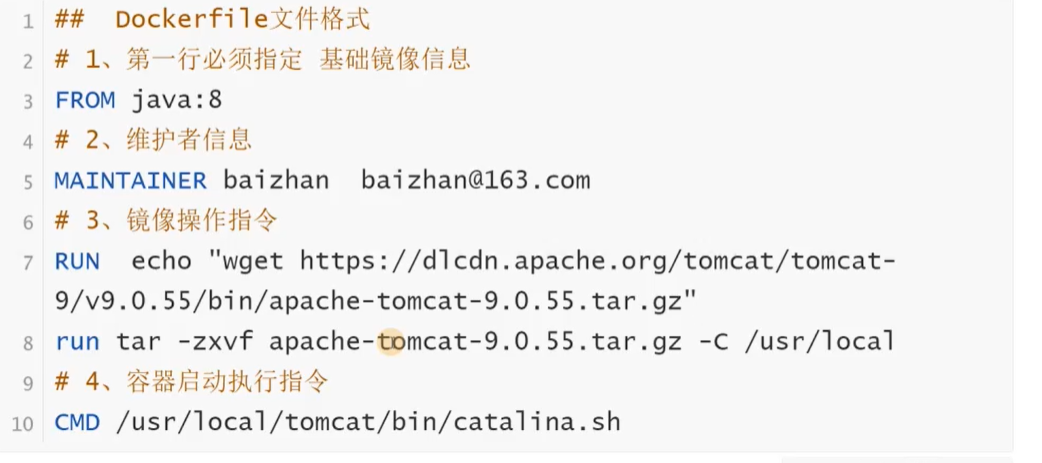 1 ## Dockerfile文件格式
2 # 1、第一行必须指定 基础镜像信息
3 FROM java:8
4 # 2、维护者信息
5 MAINTAINER baizhan  baizhan@163.com
6 # 3、镜像操作指令
7 RUN  echo "wget https://dlcdn.apache.org/tomcat/tomcat-
9/v9.0.55/bin/apache-tomcat-9.0.55.tar.gz"
8 run tar -zxvf apache-tomcat-9.0.55.tar.gz -C /usr/local
9 # 4、容器启动执行指令
10 CMD /usr/local/tomcat/bin/catalina.sh